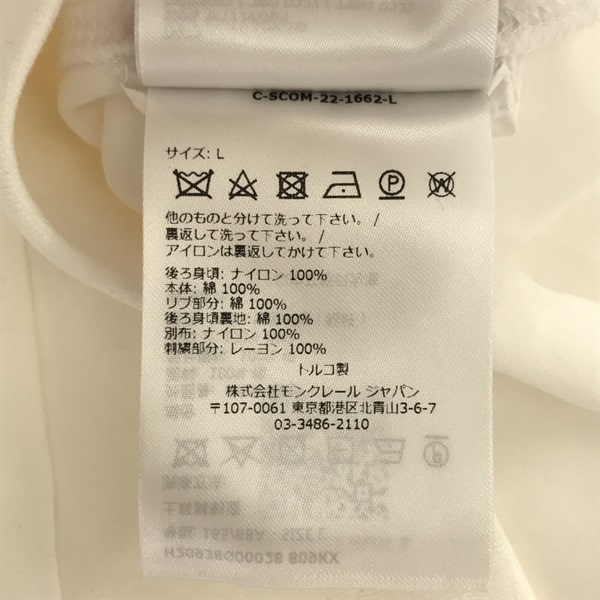 C-SCOM-22-1662-L
サイズ: L
他のものと分けて洗って下さい。/
裏返して洗って下さい。/
アイロンは裏返してかけて下さい。
後ろ身頃: ナイロン 100%
本体: 綿 100%
リブ部分: 綿 100%
後ろ身頃裏地: 綿 100%
別布: ナイロン 100%
刺繍部分: レーヨン 100%
トルコ製
株式会社モンクレール ジャパン
〒107-0061 東京都港区北青山3-6-7
03-3486-2110